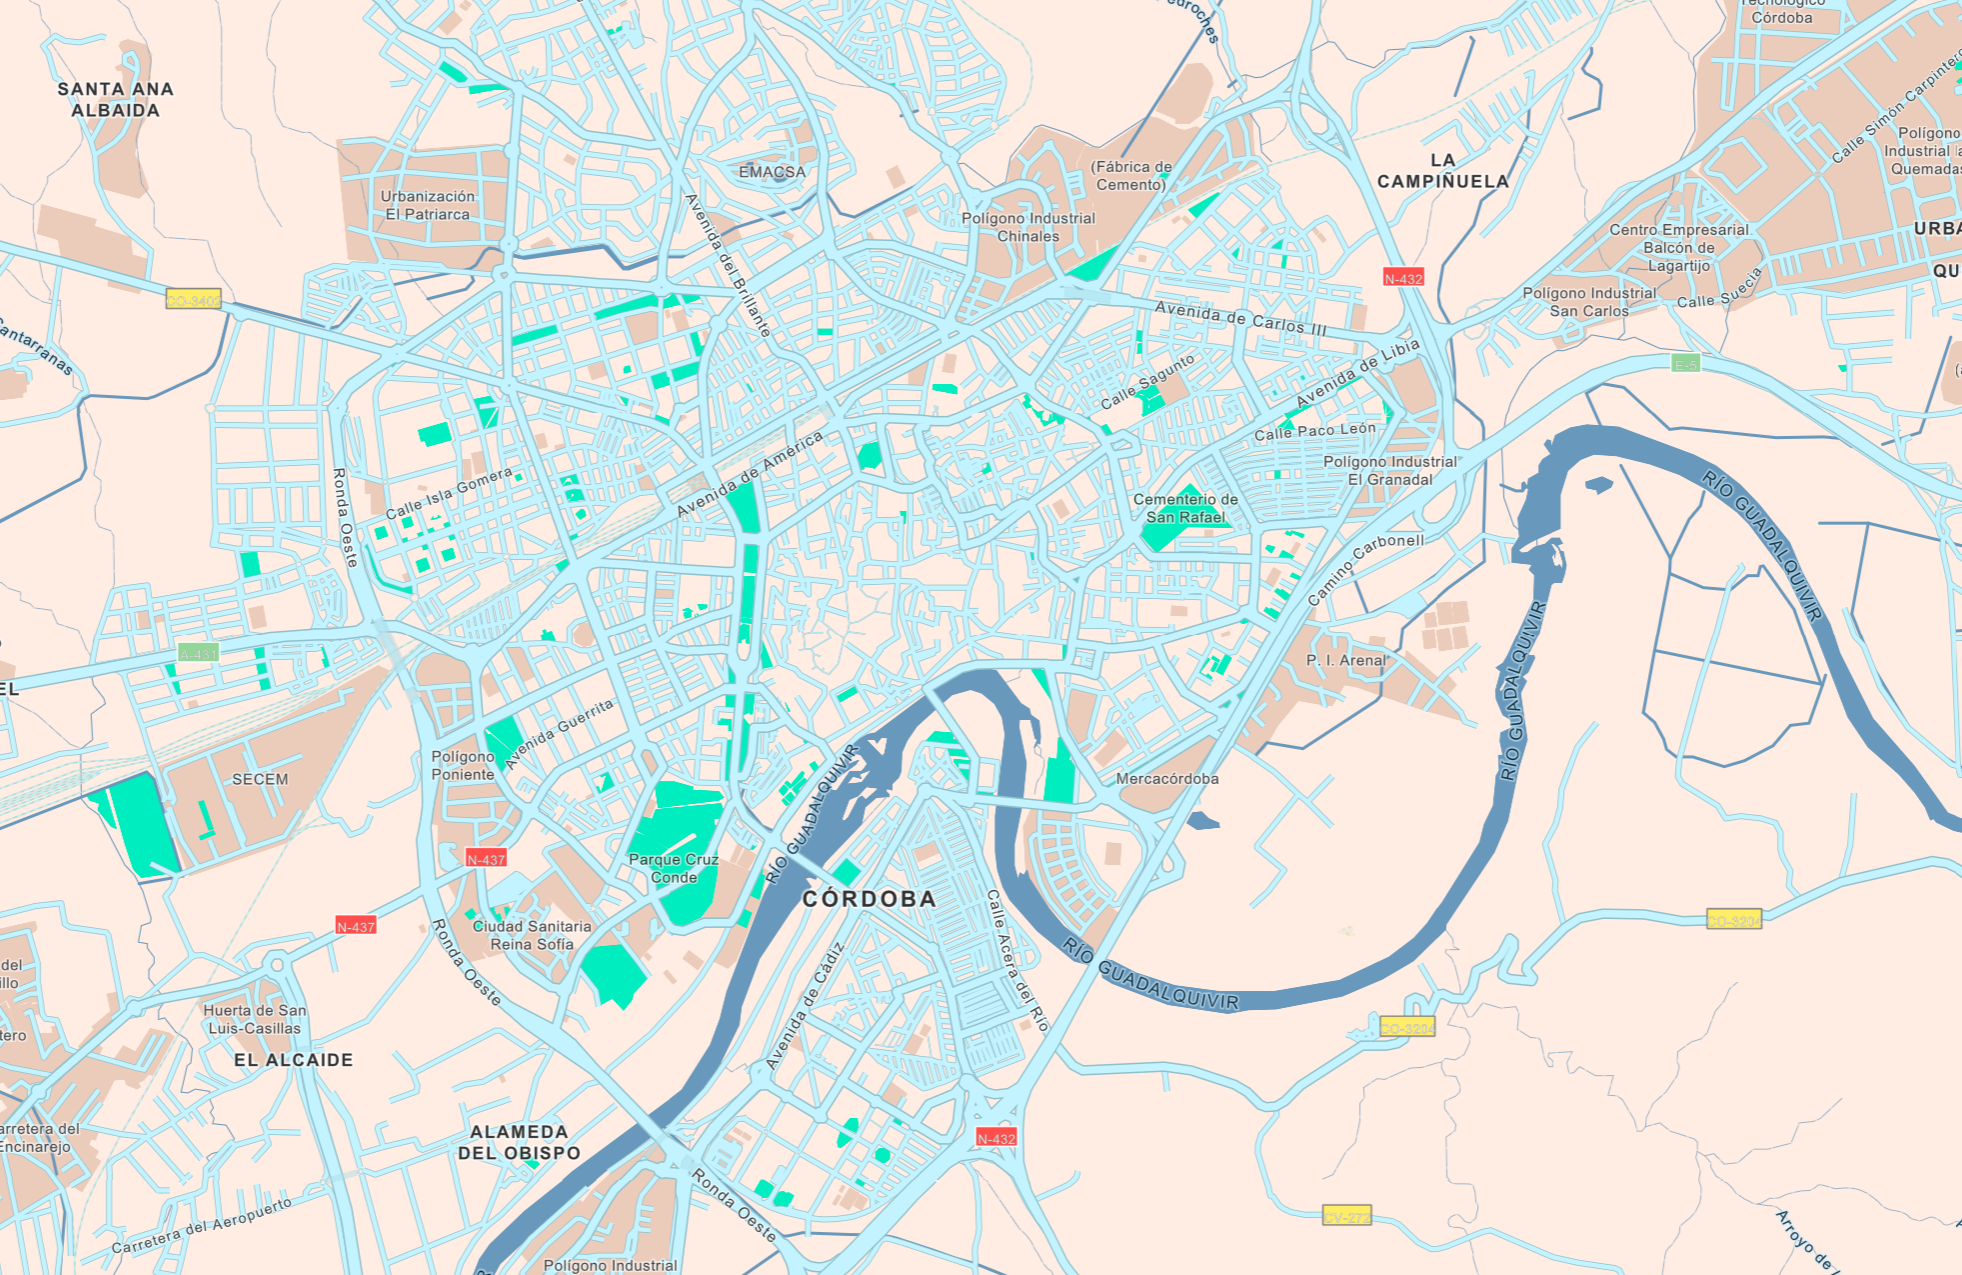 Tecnológico
Córdoba
SANTA ANA
ALBAIDA
Calle Simón Carpintero
Polígono
Industrial la
Quemadas
LA
CAMPIÑUELA
EMACSA
(Fábrica de
Cemento)
Urbanización
El Patriarca
Polígono Industrial
Chinales
Avenida del Brillante
Centro Empresarial
Balcón de
Lagartijo
URBA
QU
N-432
CO-3402
Polígono Industrial
San Carlos
Calle Suecia
Avenida de Carlos III
Avenida de Libia
Calle Sagunto
E-5
Calle Paco León
Avenida de América
Polígono Industrial
El Granadal
Calle Isla Gomera
Ronda Oeste
Cementerio de
San Rafael
RÍO GUADALQUIVIR
Camino Carbonell
A-431
P. I. Arenal
RÍO GUADALQUIVIR
EL
Avenida Guerrita
Polígono
Poniente
SECEM
Mercacórdoba
RÍO GUADALQUIVIR
N-437
Parque Cruz
Conde
CÓRDOBA
N-437
Ciudad Sanitaria
Reina Sofía
Ronda Oeste
Calle Acera del Río
CO-3204
RÍO GUADALQUIVIR
Avenida de Cádiz
del
illo
Huerta de San
Luis-Casillas
CO-3204
tero
EL ALCAIDE
arretera del
Encinarejo
ALAMEDA
DEL OBISPO
N-432
Ronda Oeste
Carretera del Aeropuerto
CV-272
Arroyo de
Polígono Industrial